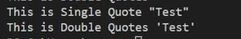 This is Single Quote "Test"
This is Double Quotes 'Test'